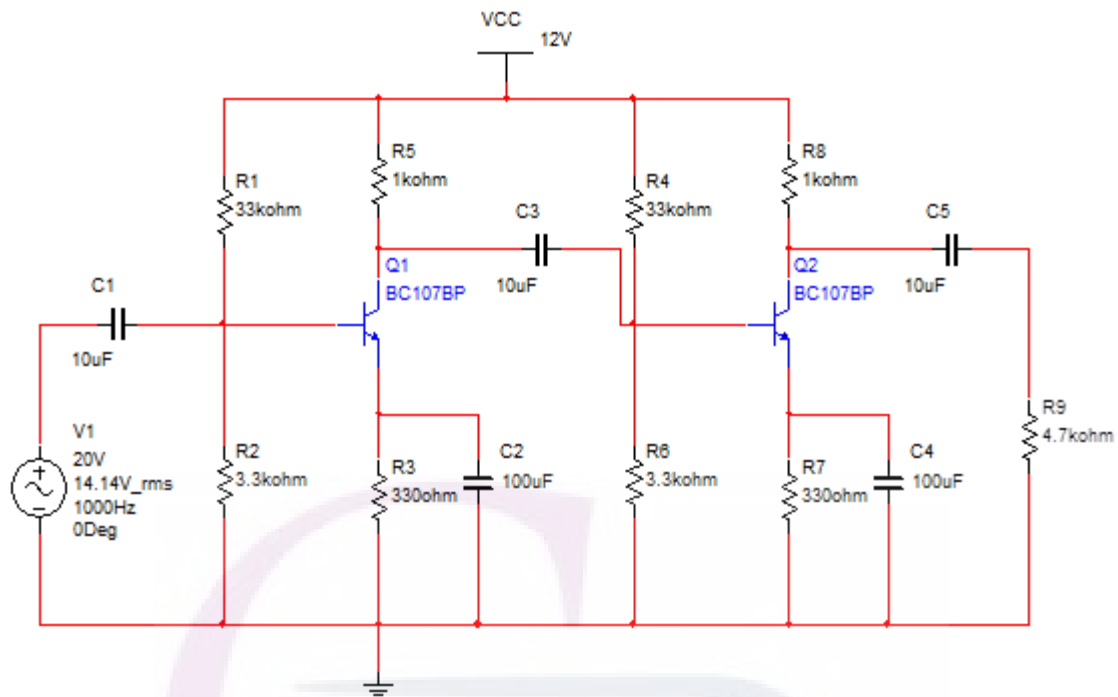 VCC
12V
R5
1kohm
R8
1kohm
R1
33kohm
R4
33kohm
C3
10uF
C5
10uF
Q1
BC107BP
Q2
BC107BP
C1
10uF
V1
20V
14.14V_rms
1000Hz
0Deg
R2
3.3kohm
R3
330ohm
C2
100uF
R6
3.3kohm
R7
330ohm
C4
100uF
R9
4.7kohm